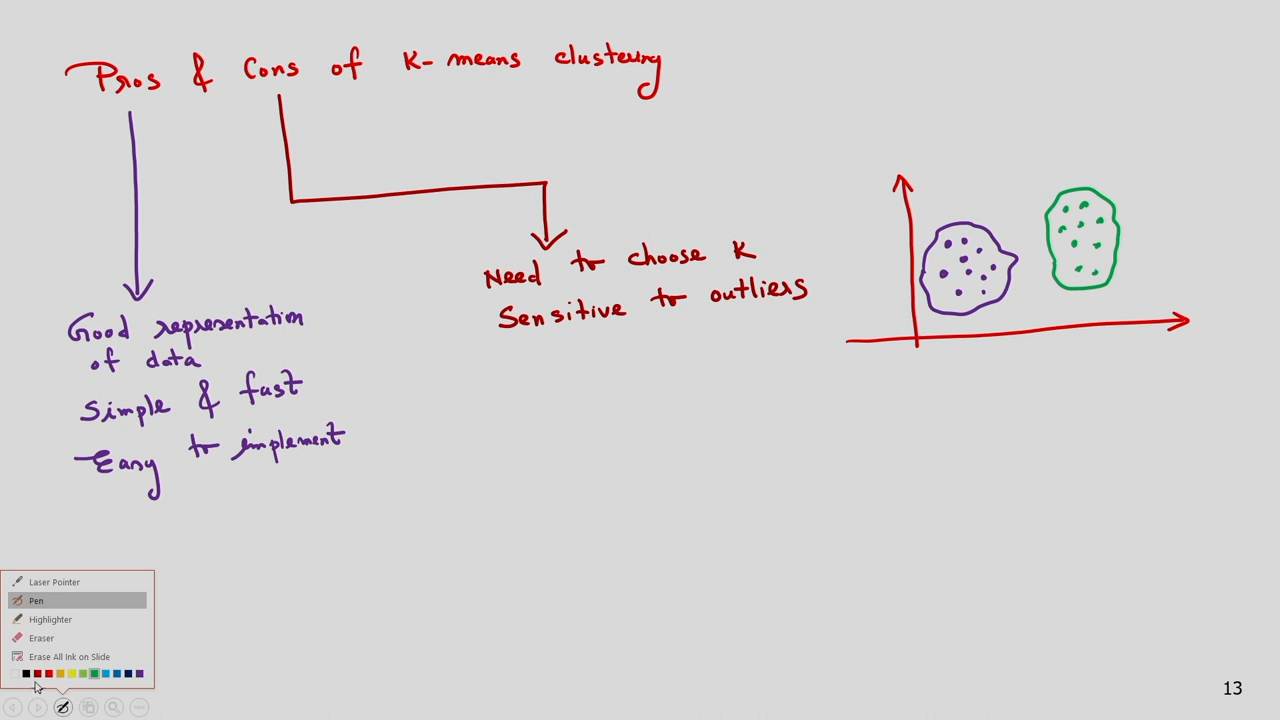 Pros & Cons of K-means clustering
Good representation
of data
Simple & fast
Easy to implement
Need to choose K
Sensitive to outliers
Laser Pointer
Pen
Highlighter
Eraser
Erase All Ink on Slide
13